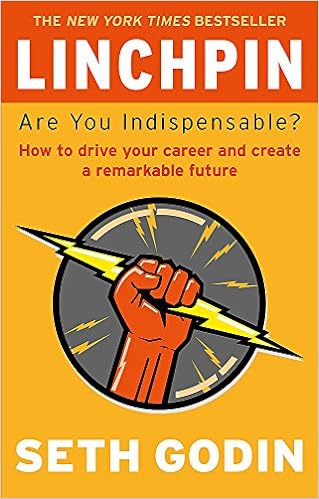 THE NEW YORK TIMES BESTSELLER
LINCHPIN
Are You Indispensable?
How to drive your career and create
a remarkable future
SETH GODIN